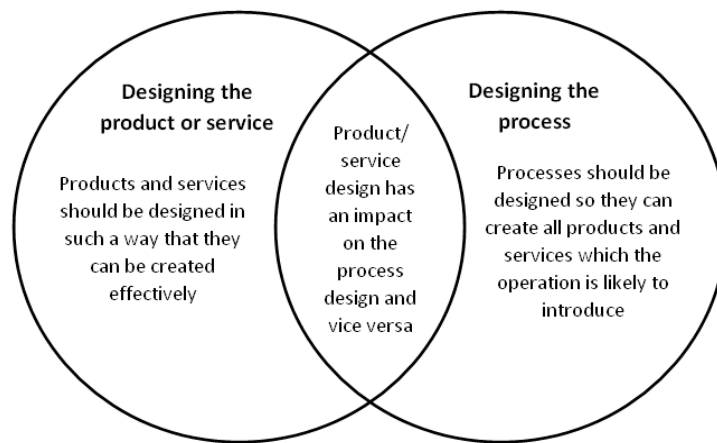 Designing the
product or service
Products and services
should be designed in
such a way that they
can be created
effectively
Product/
service
design has
an impact
on the
process
design and
vice versa
Designing the
process
Processes should be
designed so they can
create all products and
services which the
operation is likely to
introduce